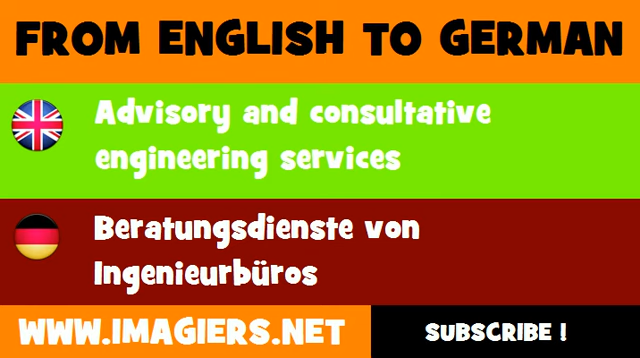 FROM ENGLISH TO GERMAN
Advisory and consultative
engineering services
Beratungsdienste von
Ingenieurbüros
WWW.IMAGIERS.NET
SUBSCRIBE !